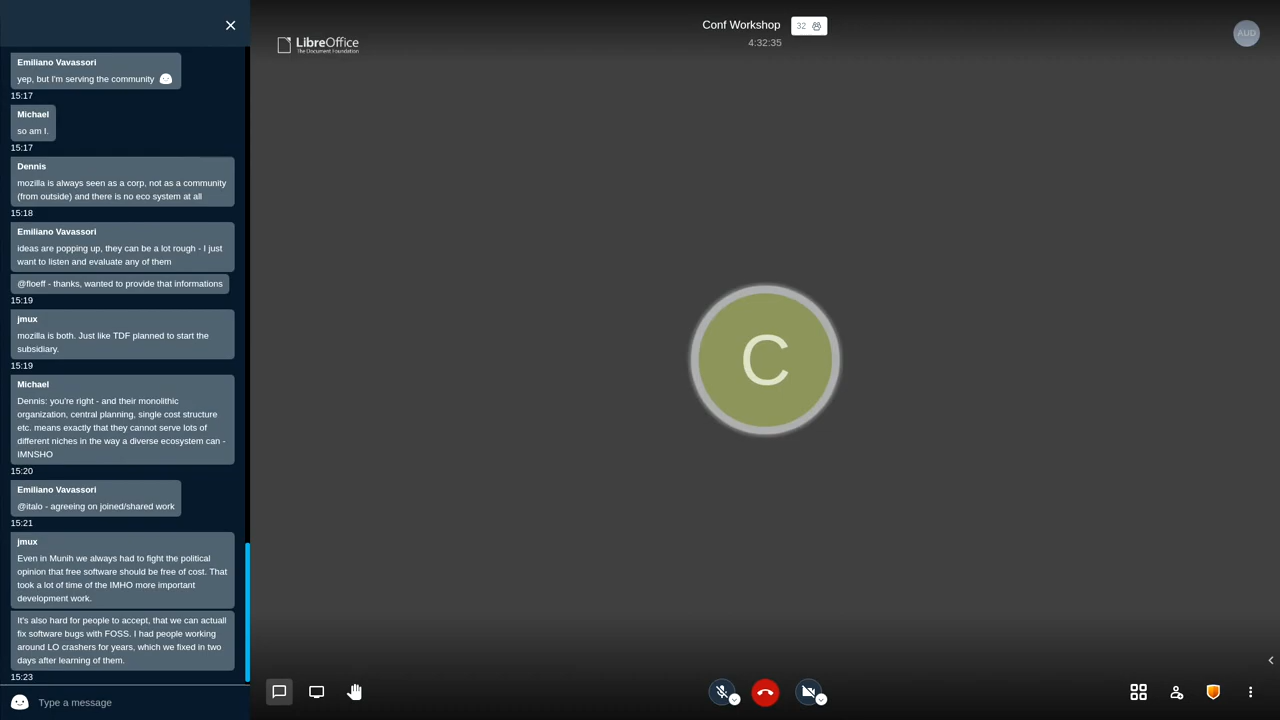 Emiliano Vavassori
yep, but I'm serving the community
15:17
Michael
so am I.
15:17
Dennis
mozilla is always seen as a corp, not as a community
(from outside) and there is no eco system at all
15:18
Emiliano Vavassori
ideas are popping up, they can be a lot rough - I just
want to listen and evaluate any of them
@floeff - thanks, wanted to provide that informations
15:19
jmux
mozilla is both. Just like TDF planned to start the
subsidiary.
15:19
Michael
Dennis: you're right - and their monolithic
organization, central planning, single cost structure
etc. means exactly that they cannot serve lots of
different niches in the way a diverse ecosystem can -
IMNSHO
15:20
Emiliano Vavassori
@italo - agreeing on joined/shared work
15:21
jmux
Even in Munih we always had to fight the political
opinion that free software should be free of cost. That
took a lot of time of the IMHO more important
development work.
It's also hard for people to accept, that we can actuall
fix software bugs with FOSS. I had people working
around LO crashers for years, which we fixed in two
days after learning of them.
15:23
Type a message
LibreOffice
The Document Foundation
Conf Workshop 32
4:32:35
AUD
C